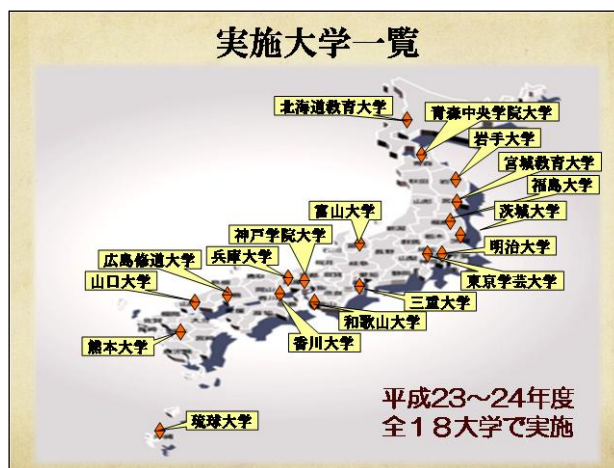 実施大学一覧
北海道教育大学
青森中央学院大学
岩手大学
宮城教育大学
福島大学
茨城大学
富山大学
神戸学院大学
兵庫大学
広島修道大学
山口大学
明治大学
東京学芸大学
三重大学
和歌山大学
香川大学
熊本大学
琉球大学
平成23～24年度
全18大学で実施